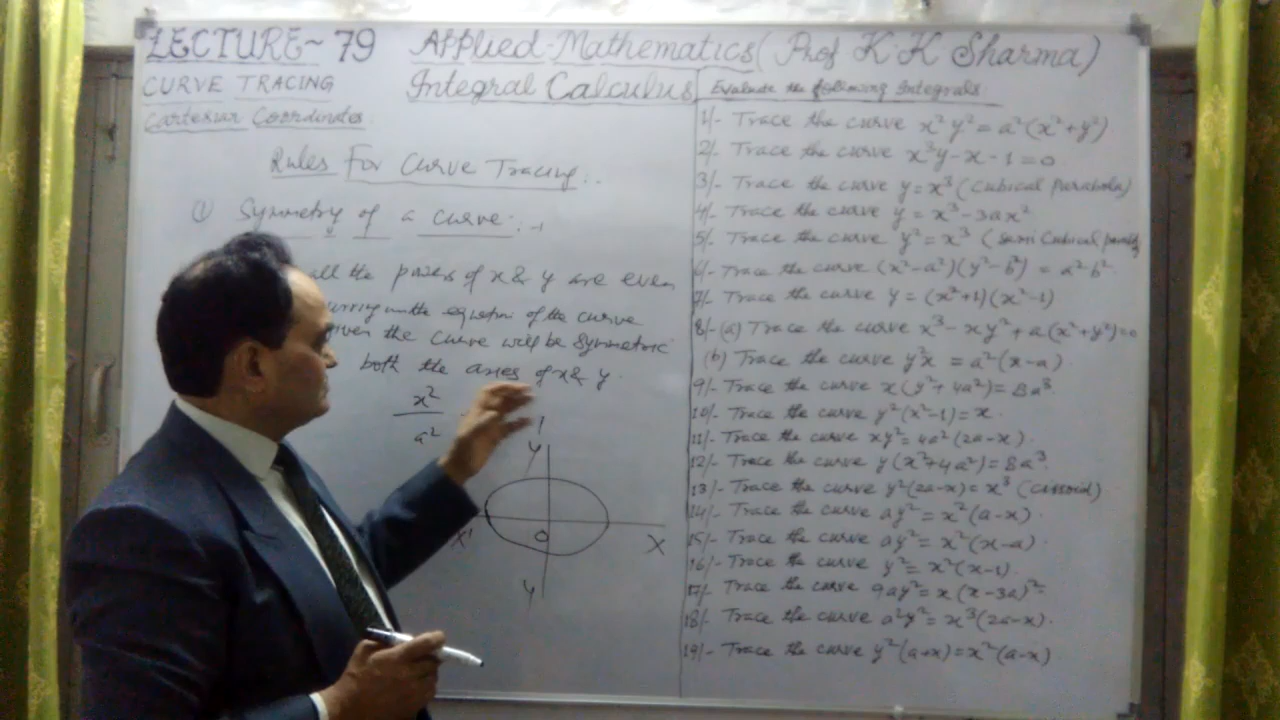 LECTURE~79 Applied-Mathematics (Prof K.K Sharma)
CURVE TRACING Integral Calculus
Cartesian Coordinates:
Rules For Curve Tracing:-
(1) Symmetry of a curve:-
all the powers of x & y are even
in the equation of the curve
given the curve will be symmetric
both the axes of x & y.
x²
a²
y
X' O X
y'
Evaluate the following Integrals:
1/- Trace the curve x²y² = a²(x²+y²)
2/- Trace the curve x³y-x-1=0
3/- Trace the curve y=x³ (Cubical Parabola)
4/- Trace the curve y = x³-3ax²
5/- Trace the curve y² = x³ (Semi Cubical
6/- Trace the curve (x²-a²)(y²-b²) = a²b²
7/- Trace the curve y = (x²+1)(x²-1)
8/-(a) Trace the curve x³-xy²+a(x²+y²)=0
(b) Trace the curve y²x = a²(x-a)
9/- Trace the curve x(y²+4a²)=8a³
10/- Trace the curve y²(x²-1)=x
11/- Trace the curve xy²=4a²(2a-x)
12/- Trace the curve y(x²+4a²)=8a³
13/- Trace the curve y²(2a-x)=x³ (cissoid)
14/- Trace the curve ay²=x²(a-x)
15/- Trace the curve ay²=x²(x-a)
16/- Trace the curve y²=x²(x-1)
17/- Trace the curve 9ay²=x(x-3a)²
18/- Trace the curve a²y²=x³(2a-x)
19/- Trace the curve y²(a+x)=x²(a-x)